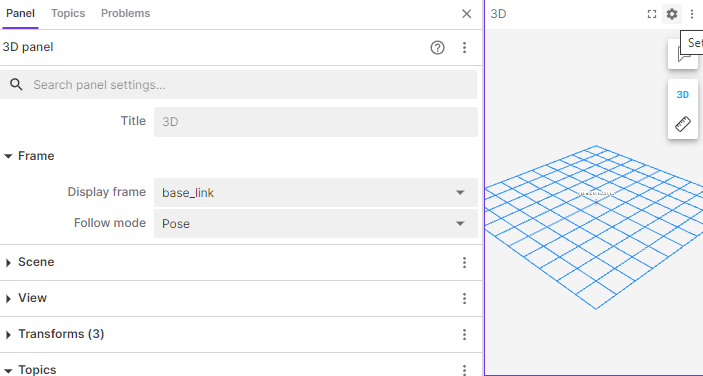 Panel Topics Problems
3D
3D panel
Set
Search panel settings...
3D
Title 3D
Frame
Display frame base_link
Follow mode Pose
Scene
View
Transforms (3)
Topics